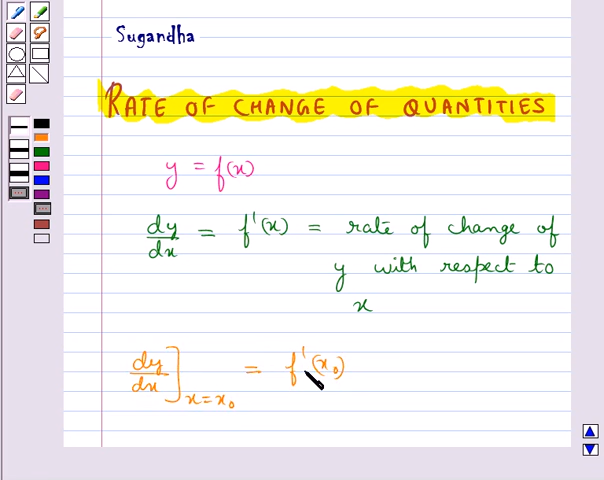 Sugandha
RATE OF CHANGE OF QUANTITIES
y = f(x)
dy/dx = f'(x) = rate of change of
y with respect to
x
dy/dx]x=x₀ = f'(x₀)